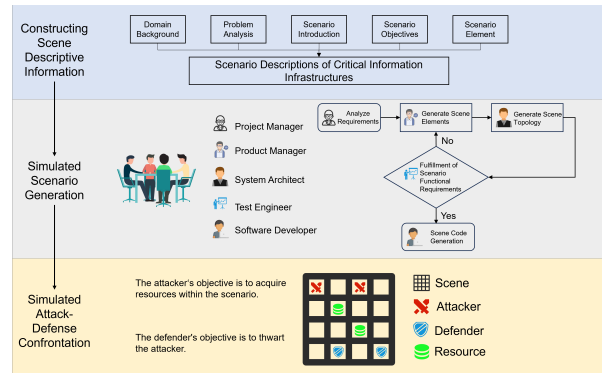 Constructing
Scene
Descriptive
Information
Domain
Background
Problem
Analysis
Scenario
Introduction
Scenario
Objectives
Scenario
Element
Scenario Descriptions of Critical Information
Infrastructures
Simulated
Scenario
Generation
Project Manager
Product Manager
System Architect
Test Engineer
Software Developer
Analyze
Requirements
Generate Scene
Elements
Generate Scene
Topology
No
Fulfillment of
Scenario
Functional
Requirements
Yes
Scene Code
Generation
Simulated
Attack-
Defense
Confrontation
The attacker's objective is to acquire
resources within the scenario.
The defender's objective is to thwart
the attacker.
Scene
Attacker
Defender
Resource